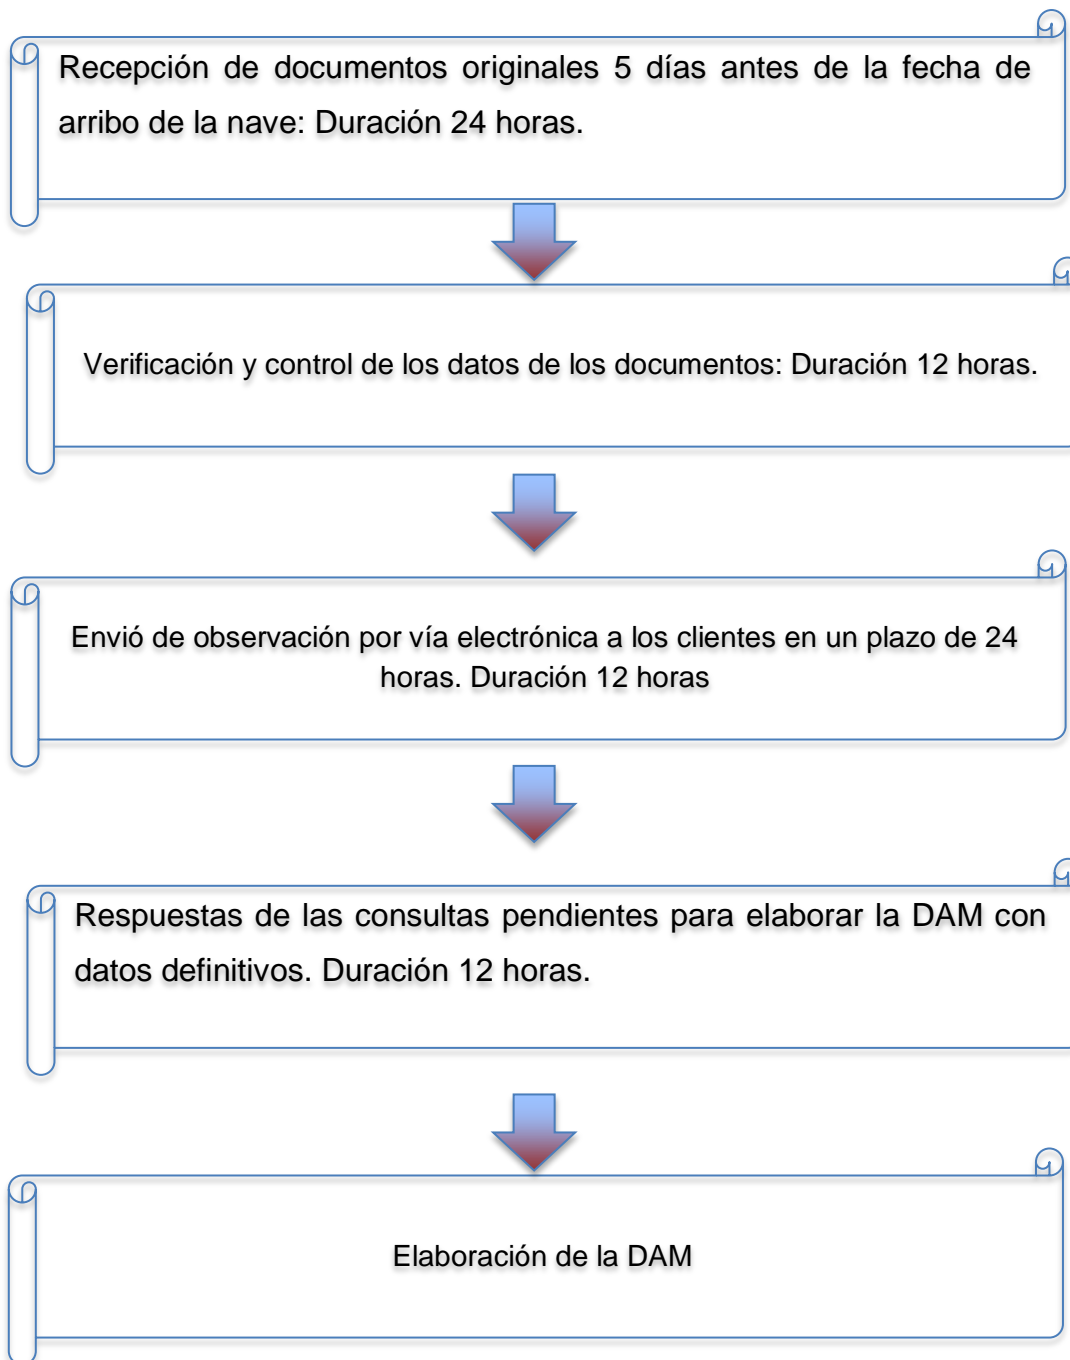 Recepción de documentos originales 5 días antes de la fecha de
arribo de la nave: Duración 24 horas.
Verificación y control de los datos de los documentos: Duración 12 horas.
Envió de observación por vía electrónica a los clientes en un plazo de 24
horas. Duración 12 horas
Respuestas de las consultas pendientes para elaborar la DAM con
datos definitivos. Duración 12 horas.
Elaboración de la DAM